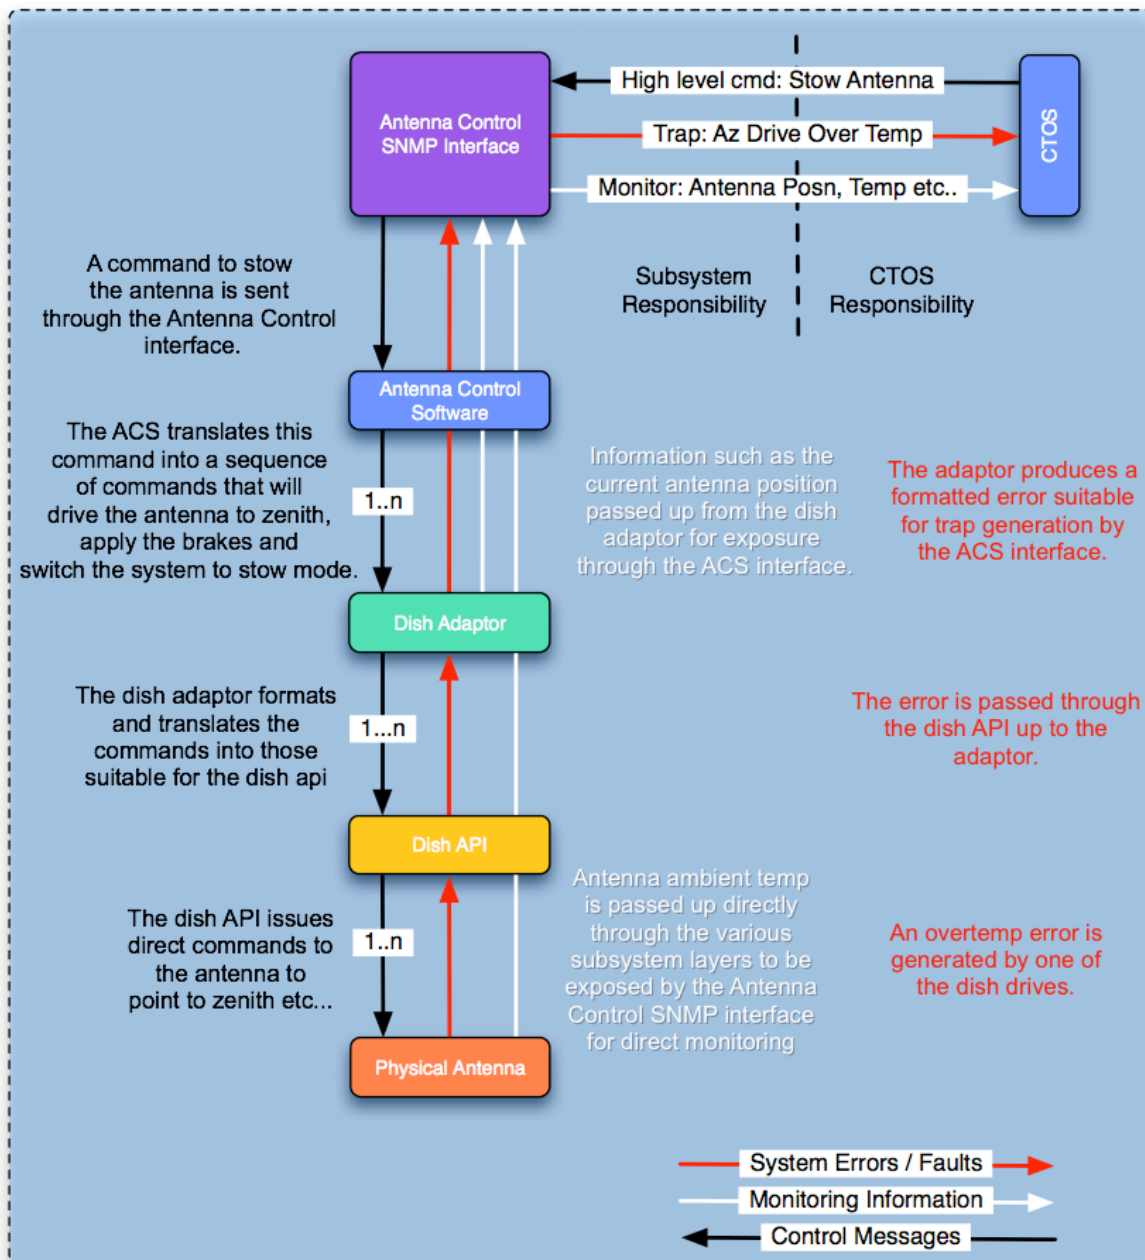 High level cmd: Stow Antenna
Antenna Control
SNMP Interface
Trap: Az Drive Over Temp
CTOS
Monitor: Antenna Posn, Temp etc..
Subsystem
Responsibility
CTOS
Responsibility
A command to stow
the antenna is sent
through the Antenna Control
interface.
Antenna Control
Software
The ACS translates this
command into a sequence
of commands that will
drive the antenna to zenith,
apply the brakes and
switch the system to stow mode.
1..n
Information such as the
current antenna position
passed up from the dish
adaptor for exposure
through the ACS interface.
The adaptor produces a
formatted error suitable
for trap generation by
the ACS interface.
Dish Adaptor
The dish adaptor formats
and translates the
commands into those
suitable for the dish api
1...n
The error is passed through
the dish API up to the
adaptor.
Dish API
The dish API issues
direct commands to
the antenna to
point to zenith etc...
1..n
Antenna ambient temp
is passed up directly
through the various
subsystem layers to be
exposed by the Antenna
Control SNMP interface
for direct monitoring
An overtemp error is
generated by one of
the dish drives.
Physical Antenna
System Errors / Faults
Monitoring Information
Control Messages